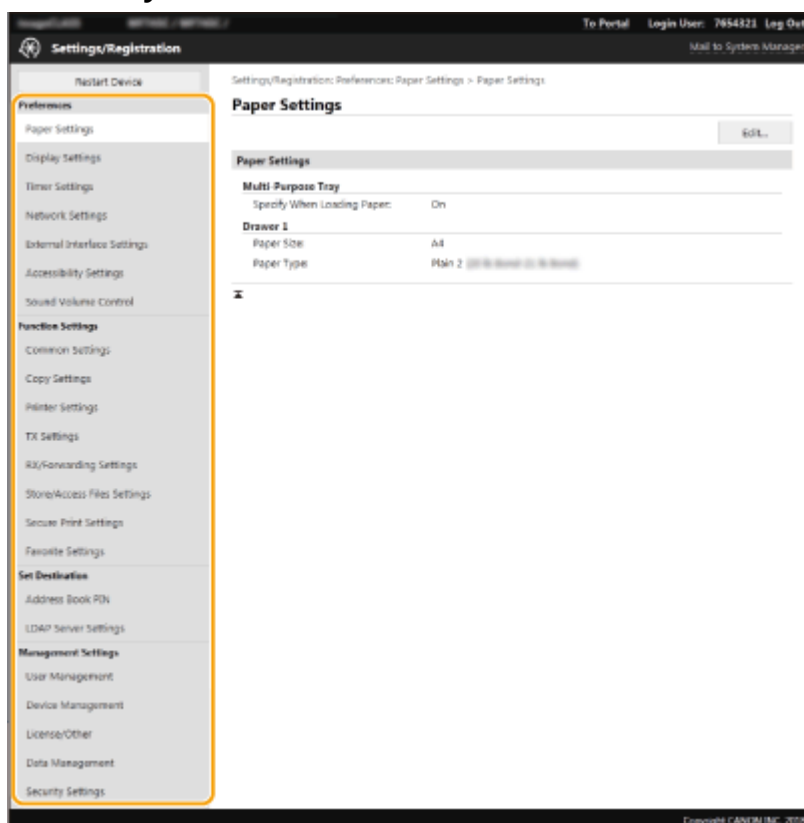 To Portal Login User: 7654321 Log Out
Settings/Registration
Mail to System Manager
Restart Device
Settings/Registration: Preferences: Paper Settings > Paper Settings
Preferences
Paper Settings
Paper Settings
Edit...
Display Settings
Paper Settings
Timer Settings
Multi-Purpose Tray
Specify When Loading Paper: On
Network Settings
Drawer 1
External Interface Settings
Paper Size: A4
Paper Type: Plain 2
Accessibility Settings
Sound Volume Control
Function Settings
Common Settings
Copy Settings
Printer Settings
TX Settings
RX/Forwarding Settings
Store/Access Files Settings
Secure Print Settings
Favorite Settings
Set Destination
Address Book PIN
LDAP Server Settings
Management Settings
User Management
Device Management
License/Other
Data Management
Security Settings
Copyright CANON INC. 2018